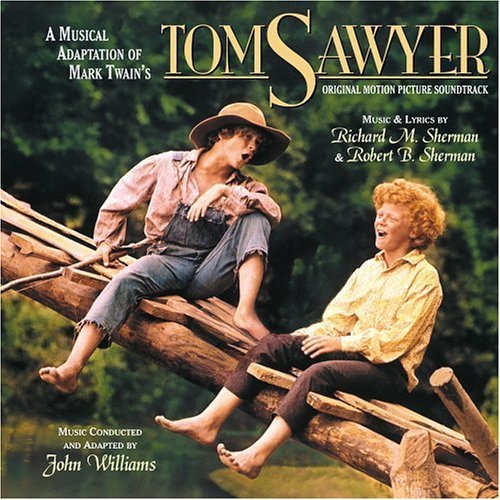 A Musical
Adaptation of
Mark Twain's
TOM SAWYER
ORIGINAL MOTION PICTURE SOUNDTRACK
Music & Lyrics by
Richard M. Sherman
& Robert B. Sherman
Music Conducted
and Adapted by
John Williams